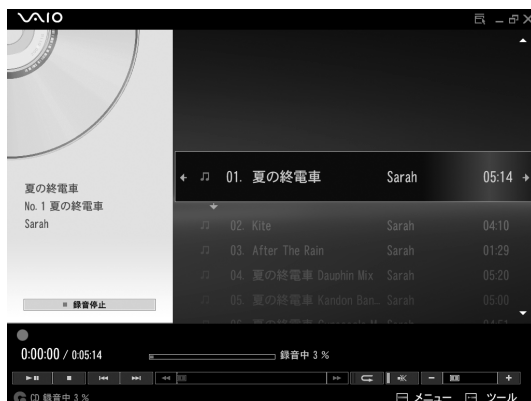 VAIO
01. 夏の終電車 Sarah 05:14
夏の終電車
No. 1 夏の終電車
Sarah
02. Kite Sarah 04:10
03. After The Rain Sarah 01:29
04. 夏の終電車 Dauphin Mix Sarah 05:20
05. 夏の終電車 Kandon Ban... Sarah 05:00
録音停止
0:00:00 / 0:05:14 録音中 3 %
CD 録音中 3 % メニュー ツール